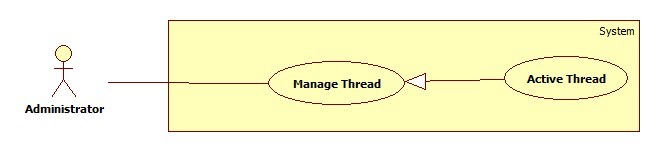 System
Manage Thread
Active Thread
Administrator